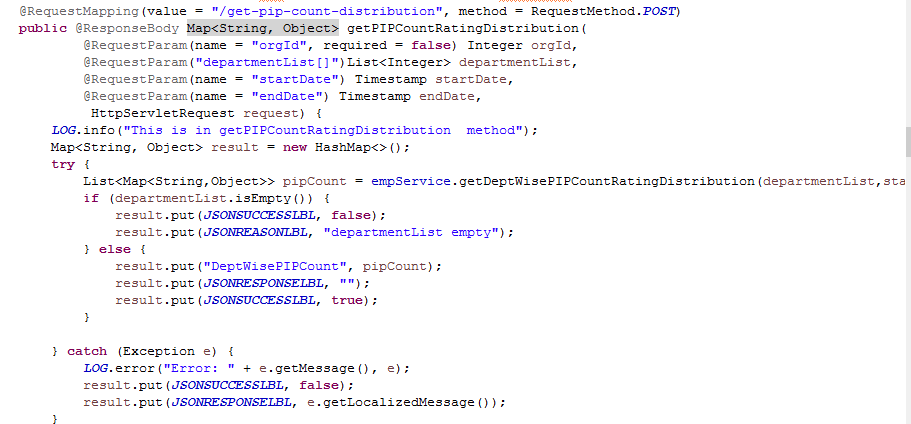 @RequestMapping(value = "/get-pip-count-distribution", method = RequestMethod.POST)
public @ResponseBody Map<String, Object> getPIPCountRatingDistribution(
@RequestParam(name = "orgId", required = false) Integer orgId,
@RequestParam("departmentList[]")List<Integer> departmentList,
@RequestParam(name = "startDate") Timestamp startDate,
@RequestParam(name = "endDate") Timestamp endDate,
HttpServletRequest request) {
LOG.info("This is in getPIPCountRatingDistribution  method");
Map<String, Object> result = new HashMap<>();
try {
List<Map<String,Object>> pipCount = empService.getDeptWisePIPCountRatingDistribution(departmentList,sta
if (departmentList.isEmpty()) {
result.put(JSONSUCCESSLBL, false);
result.put(JSONREASONLBL, "departmentList empty");
} else {
result.put("DeptWisePIPCount", pipCount);
result.put(JSONRESPONSELBL, "");
result.put(JSONSUCCESSLBL, true);
}
} catch (Exception e) {
LOG.error("Error: " + e.getMessage(), e);
result.put(JSONSUCCESSLBL, false);
result.put(JSONRESPONSELBL, e.getLocalizedMessage());
}